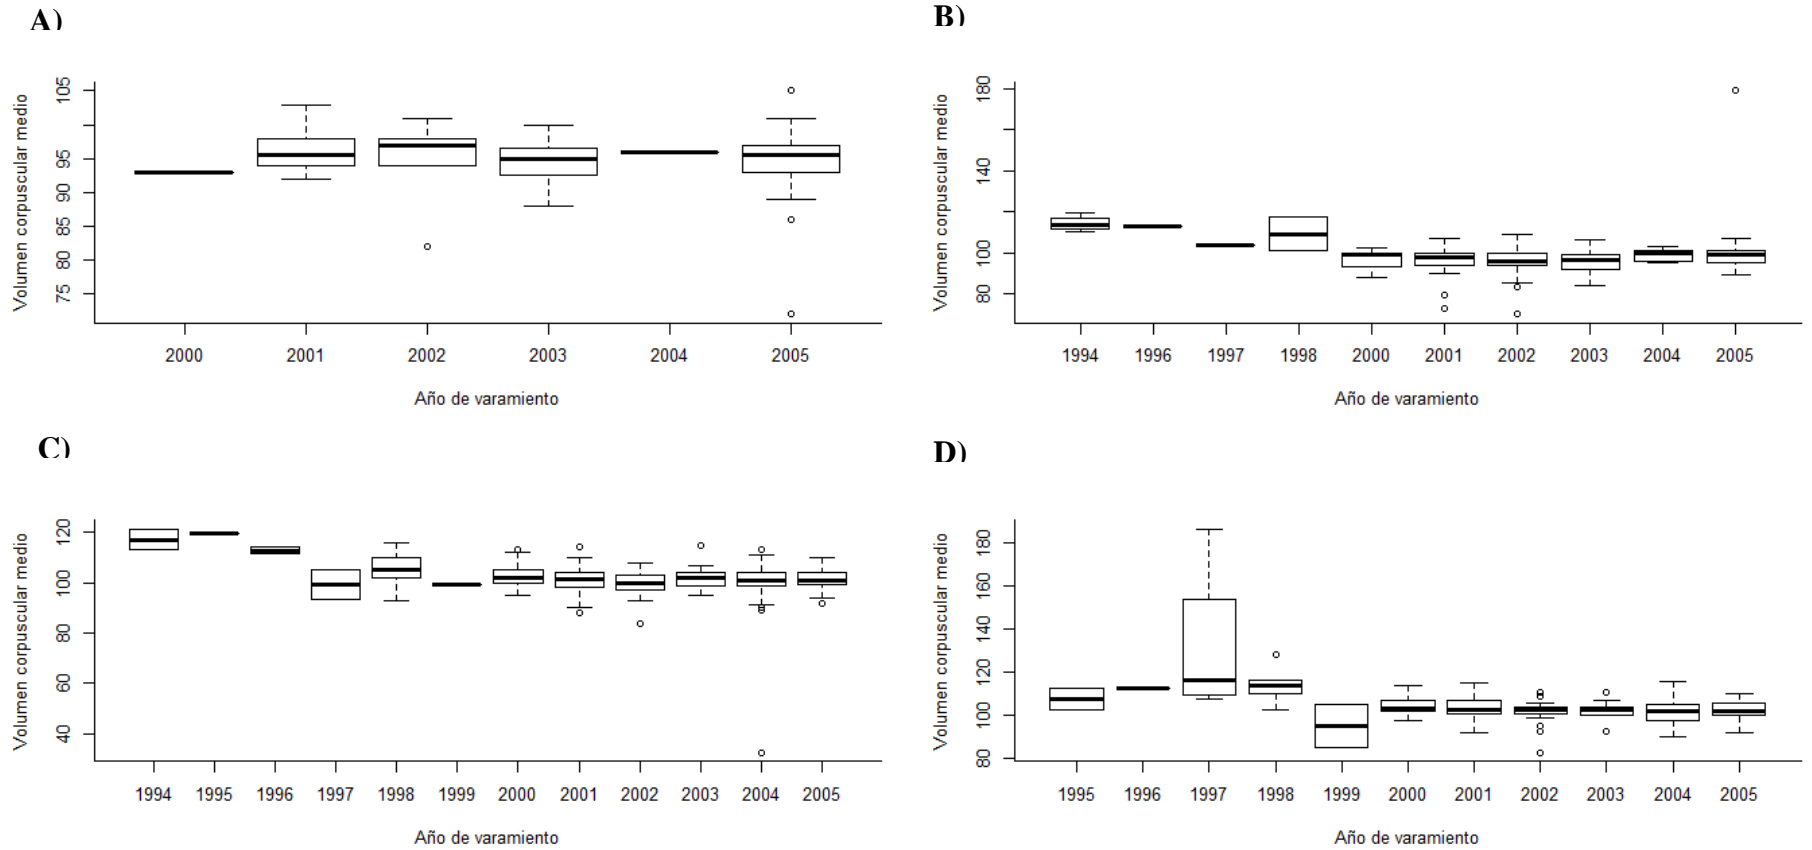 A)
Volumen corpuscular medio
105
95
90
85
80
75
2000 2001 2002 2003 2004 2005
Año de varamiento
B)
Volumen corpuscular medio
180
140
100
80
1994 1996 1997 1998 2000 2001 2002 2003 2004 2005
Año de varamiento
C)
Volumen corpuscular medio
120
100
80
60
40
1994 1995 1996 1997 1998 1999 2000 2001 2002 2003 2004 2005
Año de varamiento
D)
Volumen corpuscular medio
180
160
140
120
100
80
1995 1996 1997 1998 1999 2000 2001 2002 2003 2004 2005
Año de varamiento